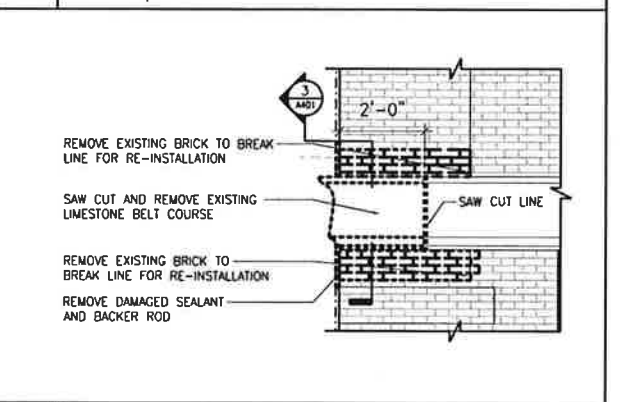 3
A401
2'-0"
REMOVE EXISTING BRICK TO BREAK
LINE FOR RE-INSTALLATION
SAW CUT AND REMOVE EXISTING
LIMESTONE BELT COURSE
SAW CUT LINE
REMOVE EXISTING BRICK TO
BREAK LINE FOR RE-INSTALLATION
REMOVE DAMAGED SEALANT
AND BACKER ROD